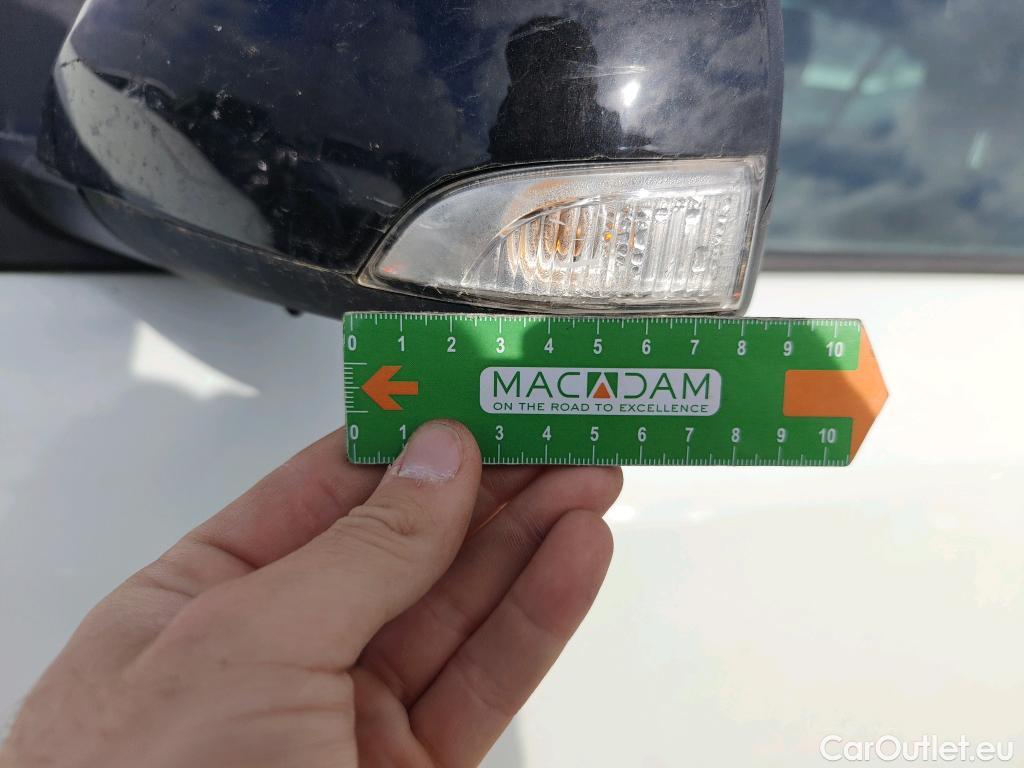 0 1 2 3 4 5 6 7 8 9 10
MACADAM
ON THE ROAD TO EXCELLENCE
0 1 3 4 5 6 7 8 9 10
CarOutlet.eu